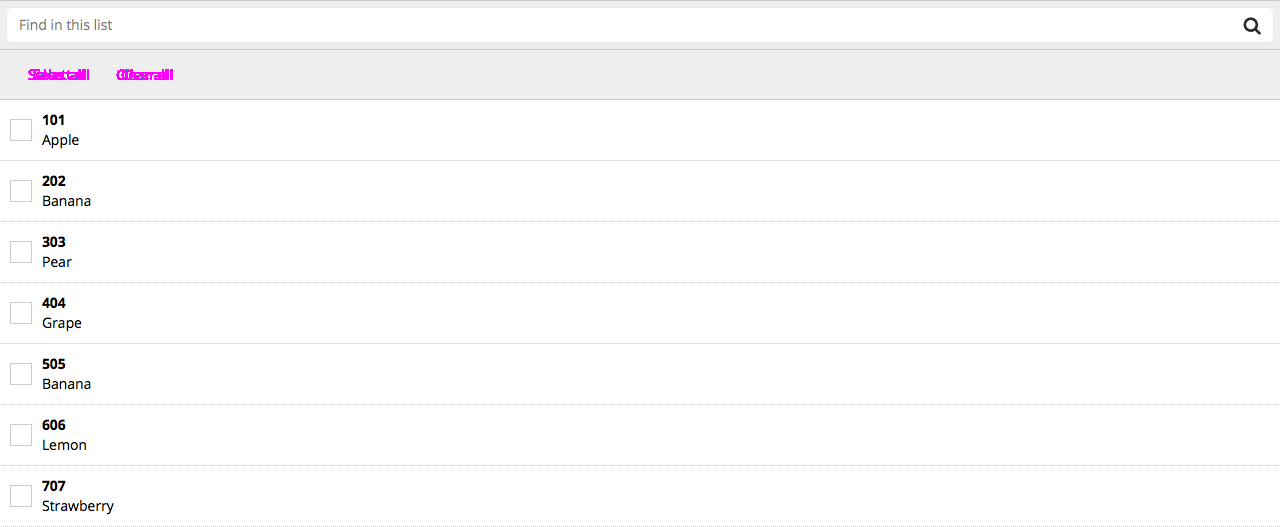 Find in this list
Select all Clear all
101
Apple
202
Banana
303
Pear
404
Grape
505
Banana
606
Lemon
707
Strawberry